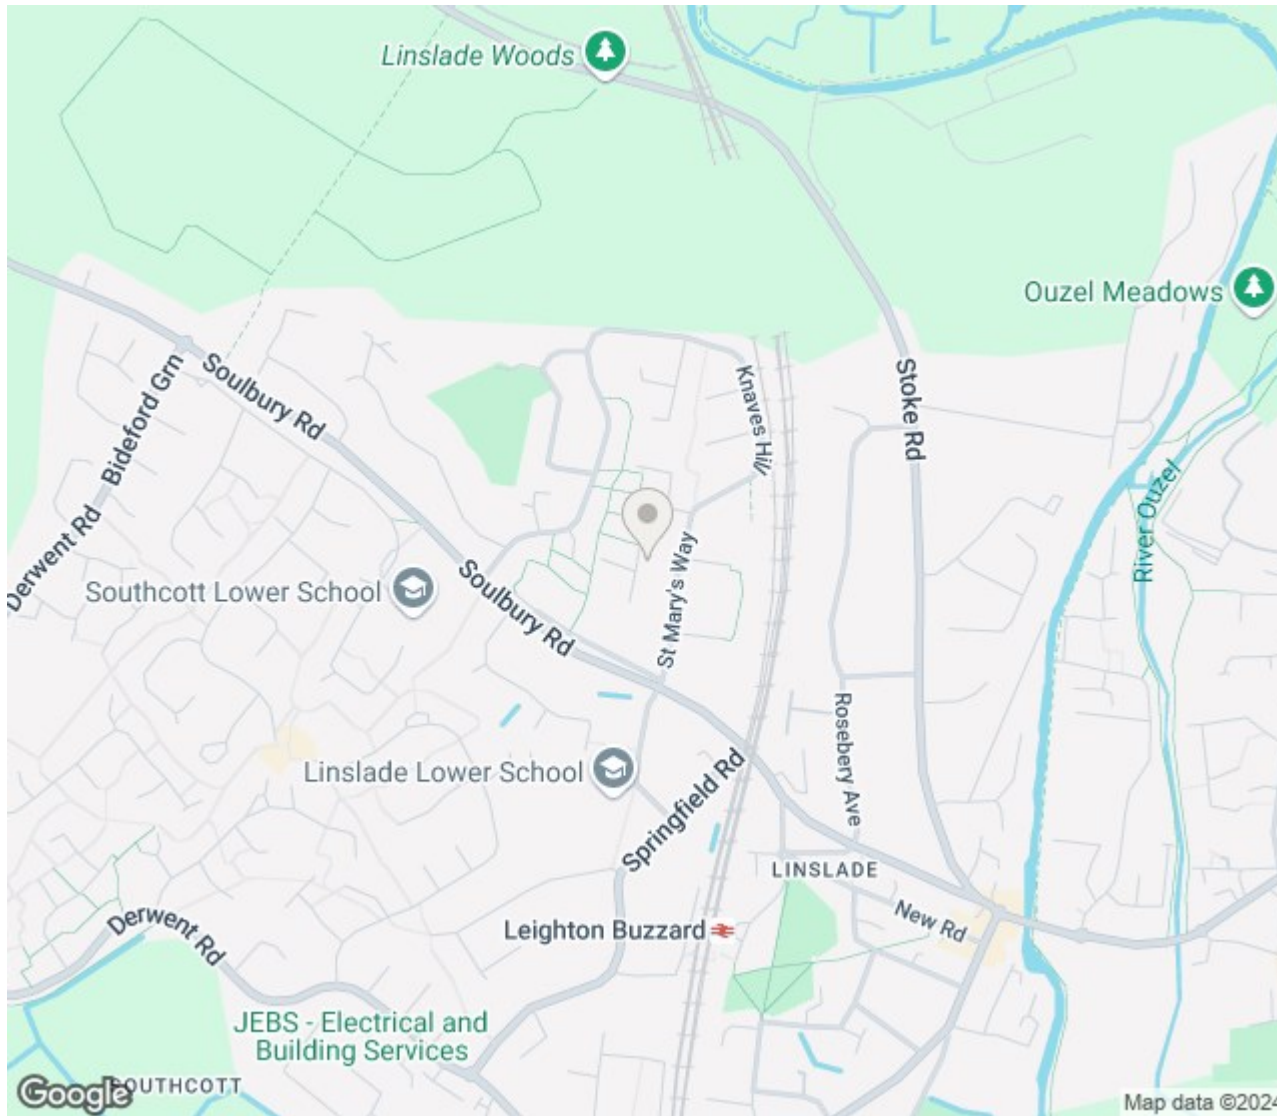 Linslade Woods
Ouzel Meadows
Soulbury Rd
Bideford Grn
Derwent Rd
Knaves Hill
Stoke Rd
River Ouzel
Southcott Lower School
Soulbury Rd
St Mary's Way
Rosebery Ave
Linslade Lower School
Springfield Rd
LINSLADE
New Rd
Derwent Rd
Leighton Buzzard
JEBS - Electrical and
Building Services
SOUTHCOTT
Google
Map data ©2024